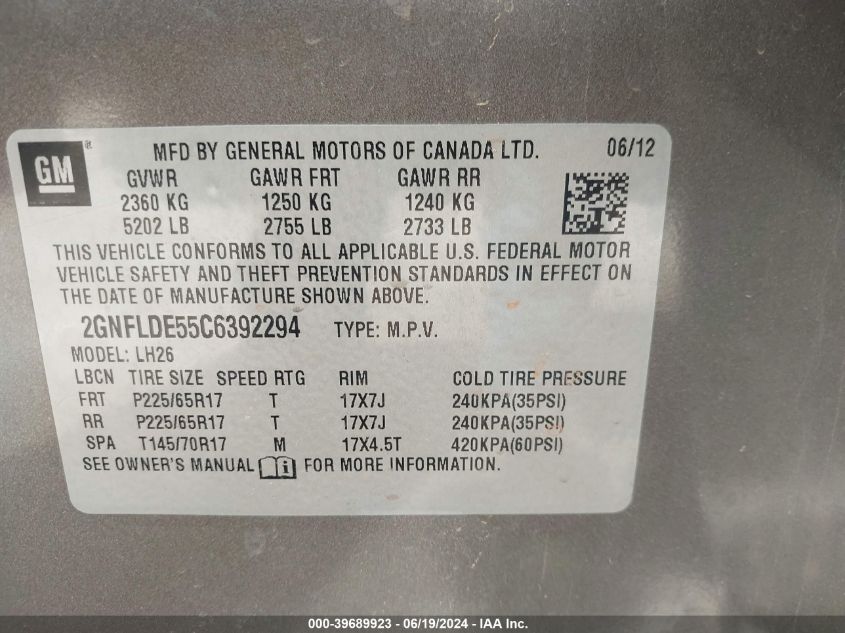 GM ®
MFD BY GENERAL MOTORS OF CANADA LTD. 06/12
GVWR GAWR FRT GAWR RR
2360 KG 1250 KG 1240 KG
5202 LB 2755 LB 2733 LB
THIS VEHICLE CONFORMS TO ALL APPLICABLE U.S. FEDERAL MOTOR
VEHICLE SAFETY AND THEFT PREVENTION STANDARDS IN EFFECT ON
THE DATE OF MANUFACTURE SHOWN ABOVE.
2GNFLDE55C6392294 TYPE: M.P.V.
MODEL: LH26
LBCN TIRE SIZE SPEED RTG RIM COLD TIRE PRESSURE
FRT P225/65R17 T 17X7J 240KPA(35PSI)
RR P225/65R17 T 17X7J 240KPA(35PSI)
SPA T145/70R17 M 17X4.5T 420KPA(60PSI)
SEE OWNER'S MANUAL i FOR MORE INFORMATION.
000-39689923 - 06/19/2024 - IAA Inc.